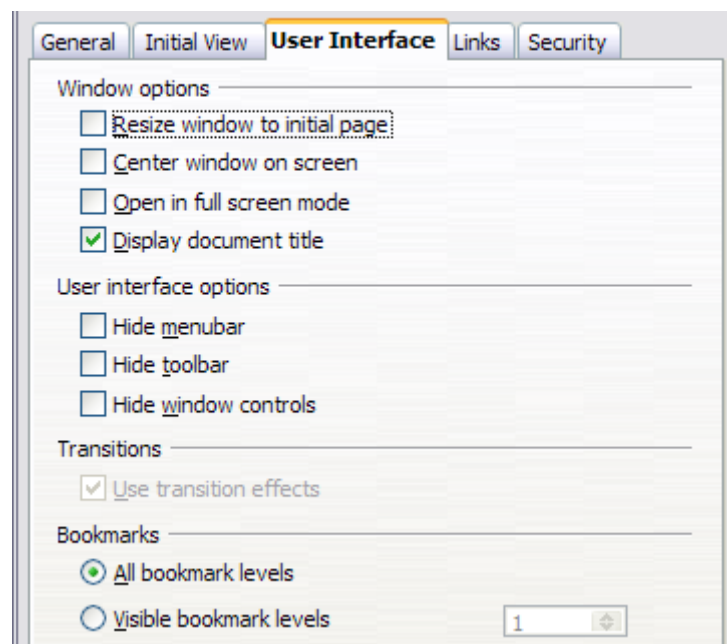 General Initial View User Interface Links Security
Window options
Resize window to initial page
Center window on screen
Open in full screen mode
Display document title
User interface options
Hide menubar
Hide toolbar
Hide window controls
Transitions
Use transition effects
Bookmarks
All bookmark levels
Visible bookmark levels 1